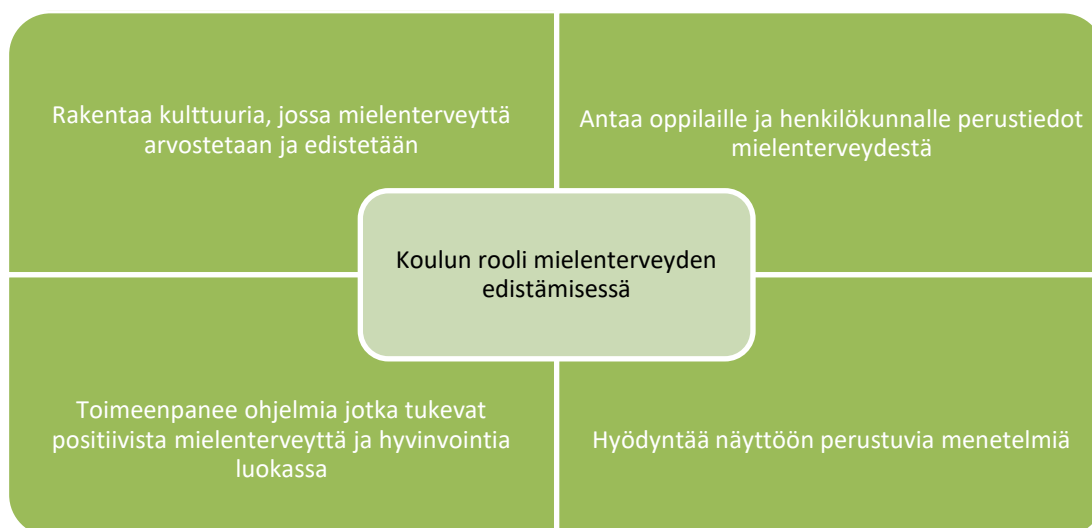 Rakentaa kulttuuria, jossa mielenterveyttä
arvostetaan ja edistetään
Antaa oppilaille ja henkilökunnalle perustiedot
mielenterveydestä
Koulun rooli mielenterveyden
edistämisessä
Toimeenpanee ohjelmia jotka tukevat
positiivista mielenterveyttä ja hyvinvointia
luokassa
Hyödyntää näyttöön perustuvia menetelmiä